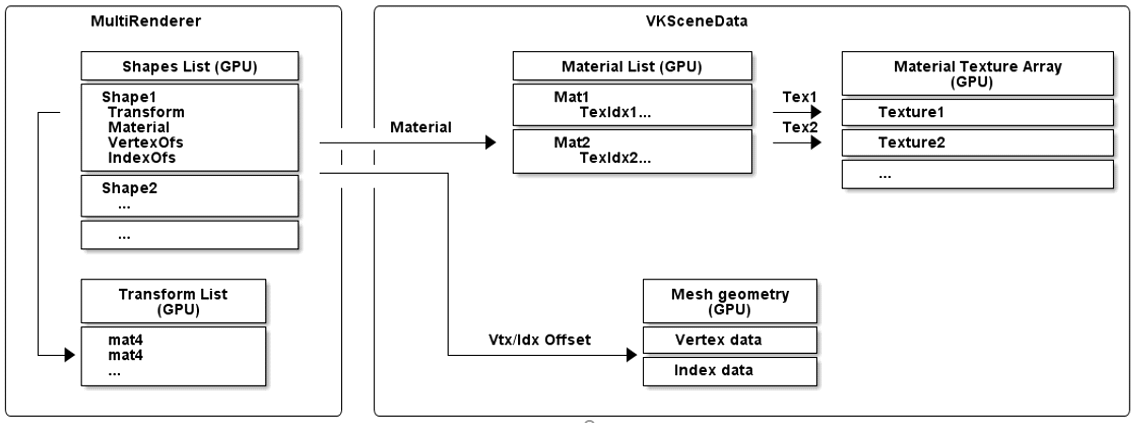 MultiRenderer
Shapes List (GPU)
Shape1
Transform
Material
VertexOfs
IndexOfs
Shape2
...
...
Transform List
(GPU)
mat4
mat4
...
VKSceneData
Material
Material List (GPU)
Mat1
TexIdx1...
Mat2
TexIdx2...
Tex1
Tex2
Material Texture Array
(GPU)
Texture1
Texture2
...
Vtx/Idx Offset
Mesh geometry
(GPU)
Vertex data
Index data